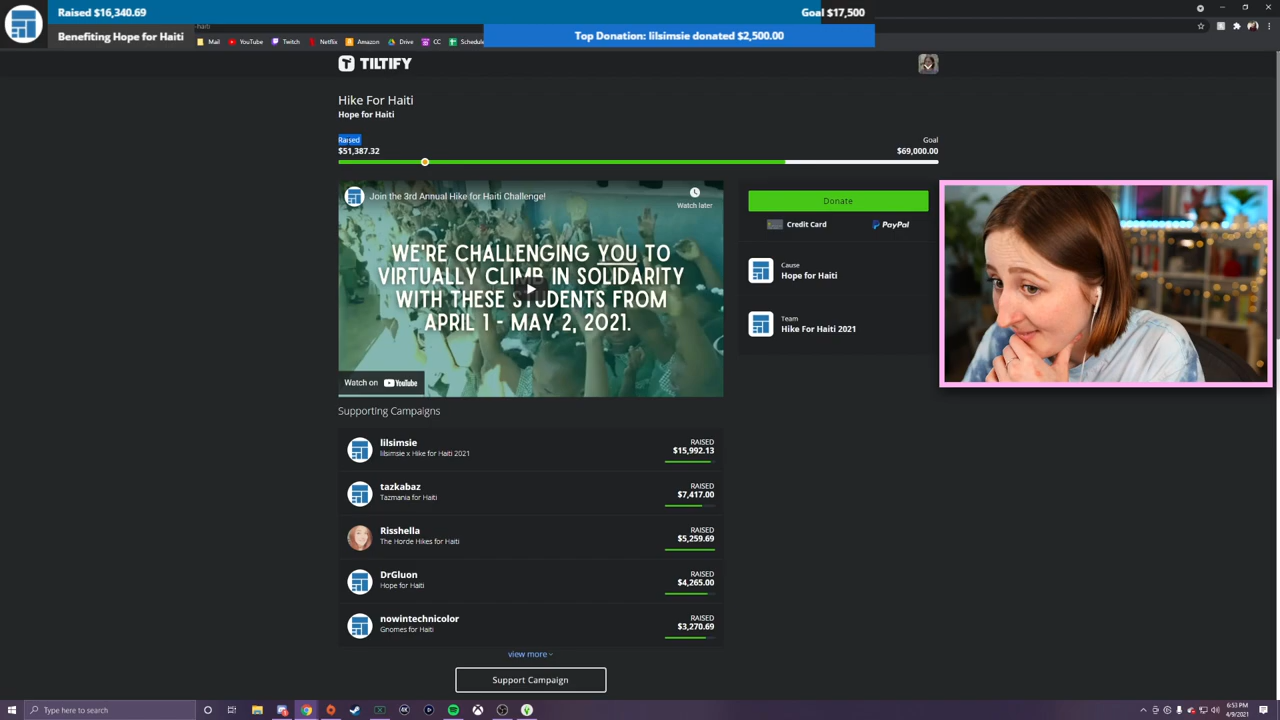 Raised $16,340.69
Goal $17,500
Benefiting Hope for Haiti
Top Donation: lilsimsie donated $2,500.00
haiti
Mail
YouTube
Twitch
Netflix
Amazon
Drive
CC
Schedule
TILTIFY
Hike For Haiti
Hope for Haiti
Raised
$51,387.32
Goal
$69,000.00
Join the 3rd Annual Hike for Haiti Challenge!
Watch later
WE'RE CHALLENGING YOU TO
VIRTUALLY CLIMB IN SOLIDARITY
WITH THESE STUDENTS FROM
APRIL 1 - MAY 2, 2021.
Watch on YouTube
Donate
Credit Card
PayPal
Cause
Hope for Haiti
Team
Hike For Haiti 2021
Supporting Campaigns
lilsimsie
lilsimsie x Hike for Haiti 2021
RAISED
$15,992.13
tazkabaz
Tazmania for Haiti
RAISED
$7,417.00
Risshella
The Horde Hikes for Haiti
RAISED
$5,259.69
DrGluon
Hope for Haiti
RAISED
$4,265.00
nowintechnicolor
Gnomes for Haiti
RAISED
$3,270.69
view more
Support Campaign
Type here to search
6:53 PM
4/9/2021